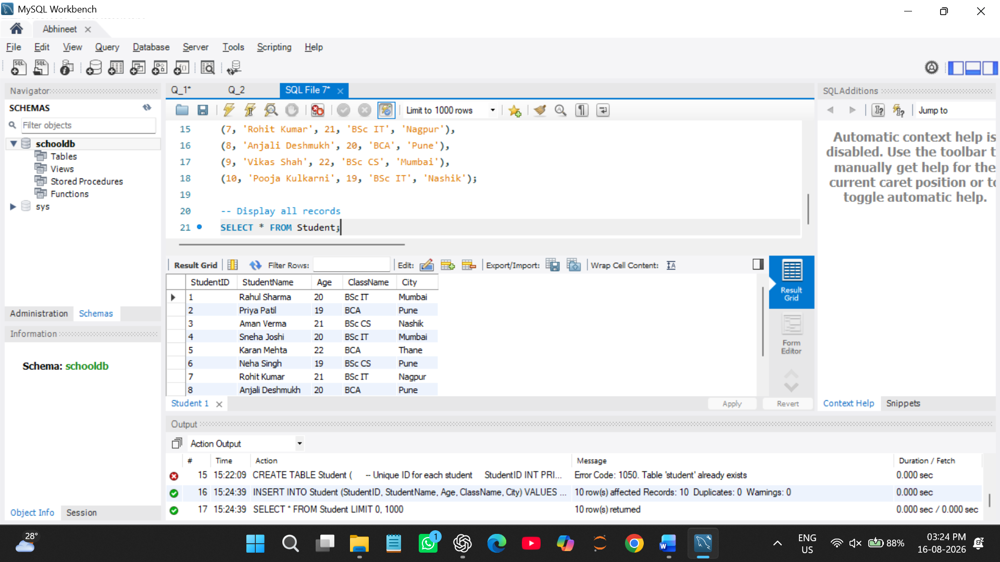 MySQL Workbench
Abhineet
File Edit View Query Database Server Tools Scripting Help
Navigator
SCHEMAS
Filter objects
schooldb
Tables
Views
Stored Procedures
Functions
sys
Administration Schemas
Information
Schema: schooldb
Object Info Session
Q_1* Q_2 SQL File 7*
Limit to 1000 rows
15 (7, 'Rohit Kumar', 21, 'BSc IT', 'Nagpur'),
16 (8, 'Anjali Deshmukh', 20, 'BCA', 'Pune'),
17 (9, 'Vikas Shah', 22, 'BSc CS', 'Mumbai'),
18 (10, 'Pooja Kulkarni', 19, 'BSc IT', 'Nashik');
19
20 -- Display all records
21 SELECT * FROM Student;
Result Grid Filter Rows: Edit: Export/Import: Wrap Cell Content:
StudentID StudentName Age ClassName City
1 Rahul Sharma 20 BSc IT Mumbai
2 Priya Patil 19 BCA Pune
3 Aman Verma 21 BSc CS Nashik
4 Sneha Joshi 20 BSc IT Mumbai
5 Karan Mehta 22 BCA Thane
6 Neha Singh 19 BSc CS Pune
7 Rohit Kumar 21 BSc IT Nagpur
8 Anjali Deshmukh 20 BCA Pune
Result
Grid
Form
Editor
Student 1 Apply Revert
SQLAdditions
Jump to
Automatic context help is
disabled. Use the toolbar t
manually get help for the
current caret position or to
toggle automatic help.
Context Help Snippets
Output
Action Output
# Time Action Message Duration / Fetch
15 15:22:09 CREATE TABLE Student ( -- Unique ID for each student StudentID INT PRI... Error Code: 1050. Table 'student' already exists 0.000 sec
16 15:24:39 INSERT INTO Student (StudentID, StudentName, Age, ClassName, City) VALUES ... 10 row(s) affected Records: 10 Duplicates: 0 Warnings: 0 0.000 sec
17 15:24:39 SELECT * FROM Student LIMIT 0, 1000 10 row(s) returned 0.000 sec / 0.000 sec
28°
1
ENG
US
88%
03:24 PM
16-08-2026